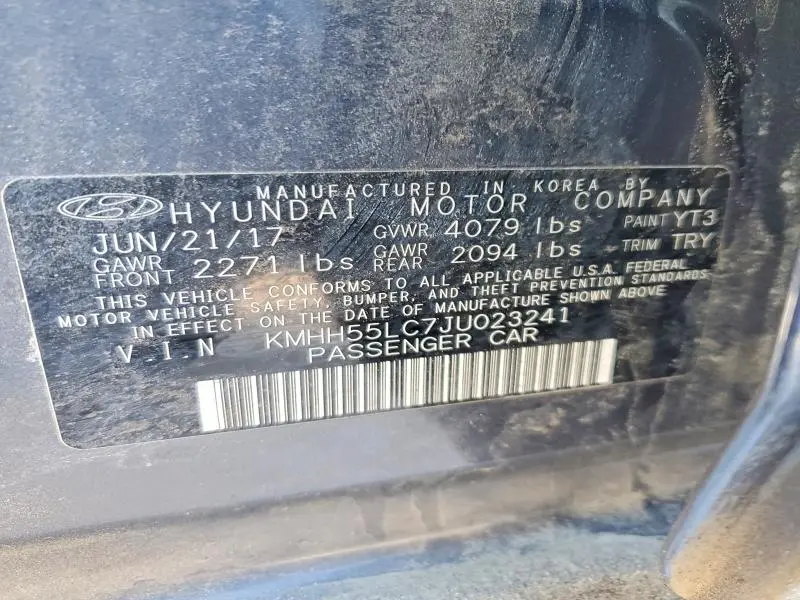 MANUFACTURED IN KOREA BY
HYUNDAI MOTOR COMPANY
JUN/21/17 GVWR 4079 lbs PAINT YT3
GAWR FRONT 2271 lbs GAWR REAR 2094 lbs TRIM TRY
THIS VEHICLE CONFORMS TO ALL APPLICABLE U.S.A. FEDERAL
MOTOR VEHICLE SAFETY, BUMPER, AND THEFT PREVENTION STANDARDS
IN EFFECT ON THE DATE OF MANUFACTURE SHOWN ABOVE
VIN KMHH55LC7JU023241
PASSENGER CAR